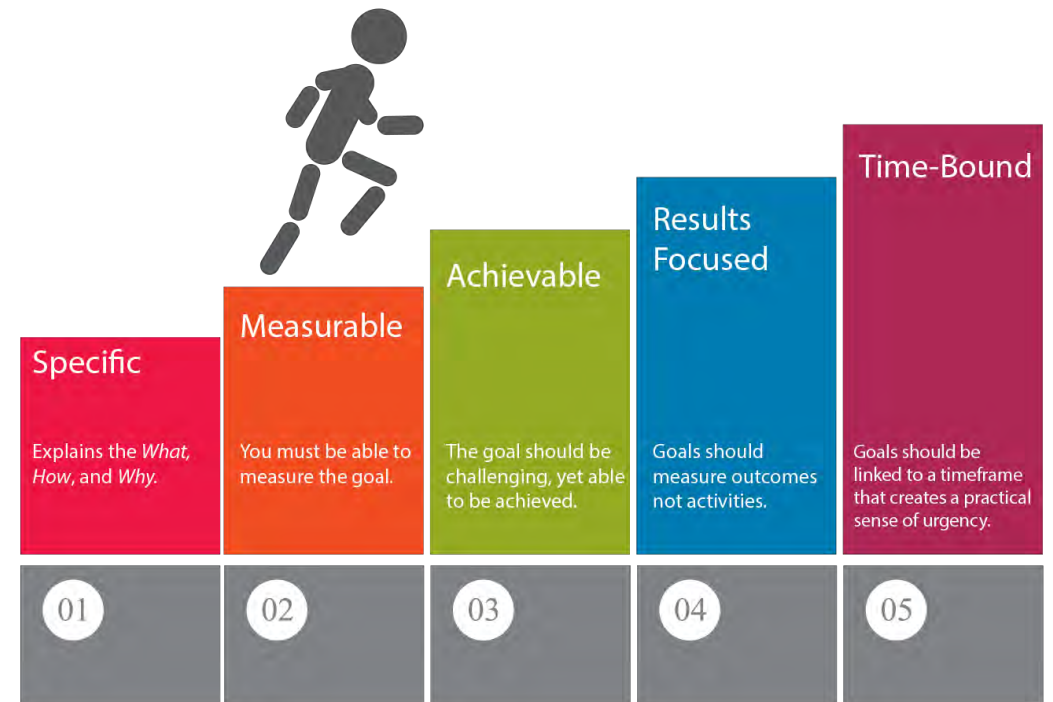 Specific
Explains the What,
How, and Why.
01
Measurable
You must be able to
measure the goal.
02
Achievable
The goal should be
challenging, yet able
to be achieved.
03
Results
Focused
Goals should
measure outcomes
not activities.
04
Time-Bound
Goals should be
linked to a timeframe
that creates a practical
sense of urgency.
05